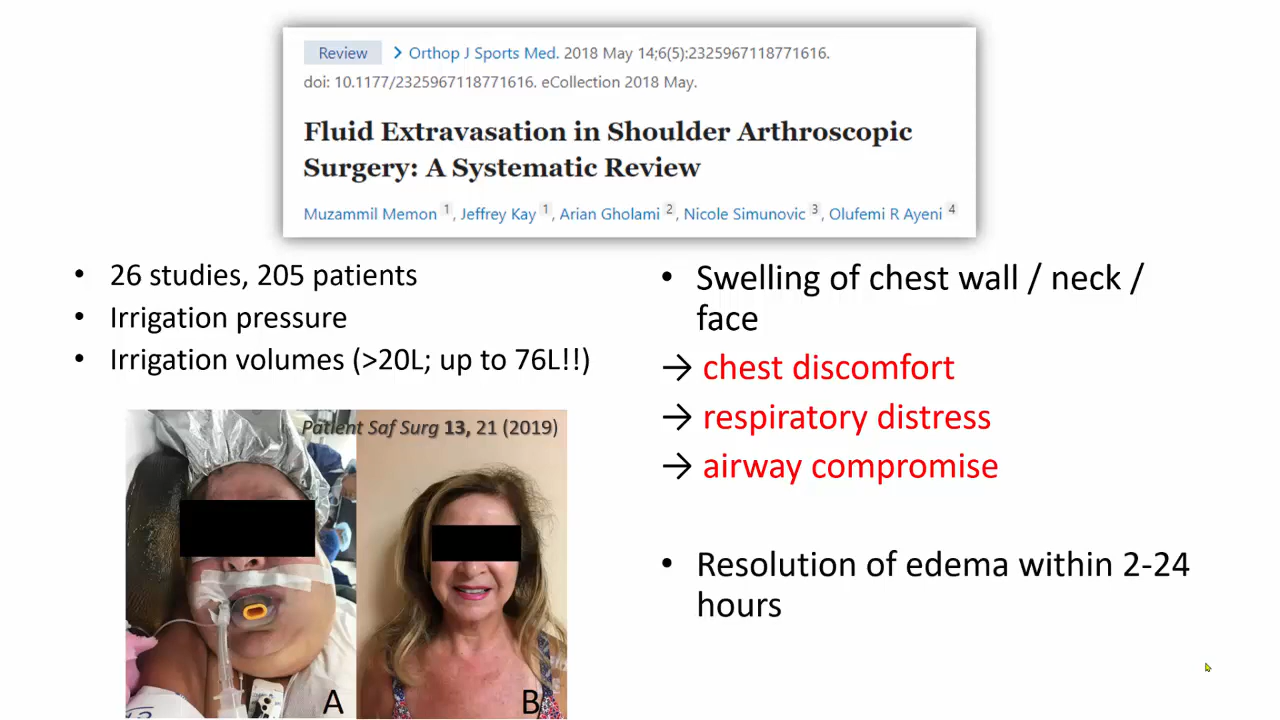 Review > Orthop J Sports Med. 2018 May 14;6(5):2325967118771616.
doi: 10.1177/2325967118771616. eCollection 2018 May.
Fluid Extravasation in Shoulder Arthroscopic
Surgery: A Systematic Review
Muzammil Memon 1, Jeffrey Kay 1, Arian Gholami 2, Nicole Simunovic 3, Olufemi R Ayeni 4
• 26 studies, 205 patients
• Irrigation pressure
• Irrigation volumes (>20L; up to 76L!!)
Patient Saf Surg 13, 21 (2019)
A
B
• Swelling of chest wall / neck /
face
→ chest discomfort
→ respiratory distress
→ airway compromise
• Resolution of edema within 2-24
hours